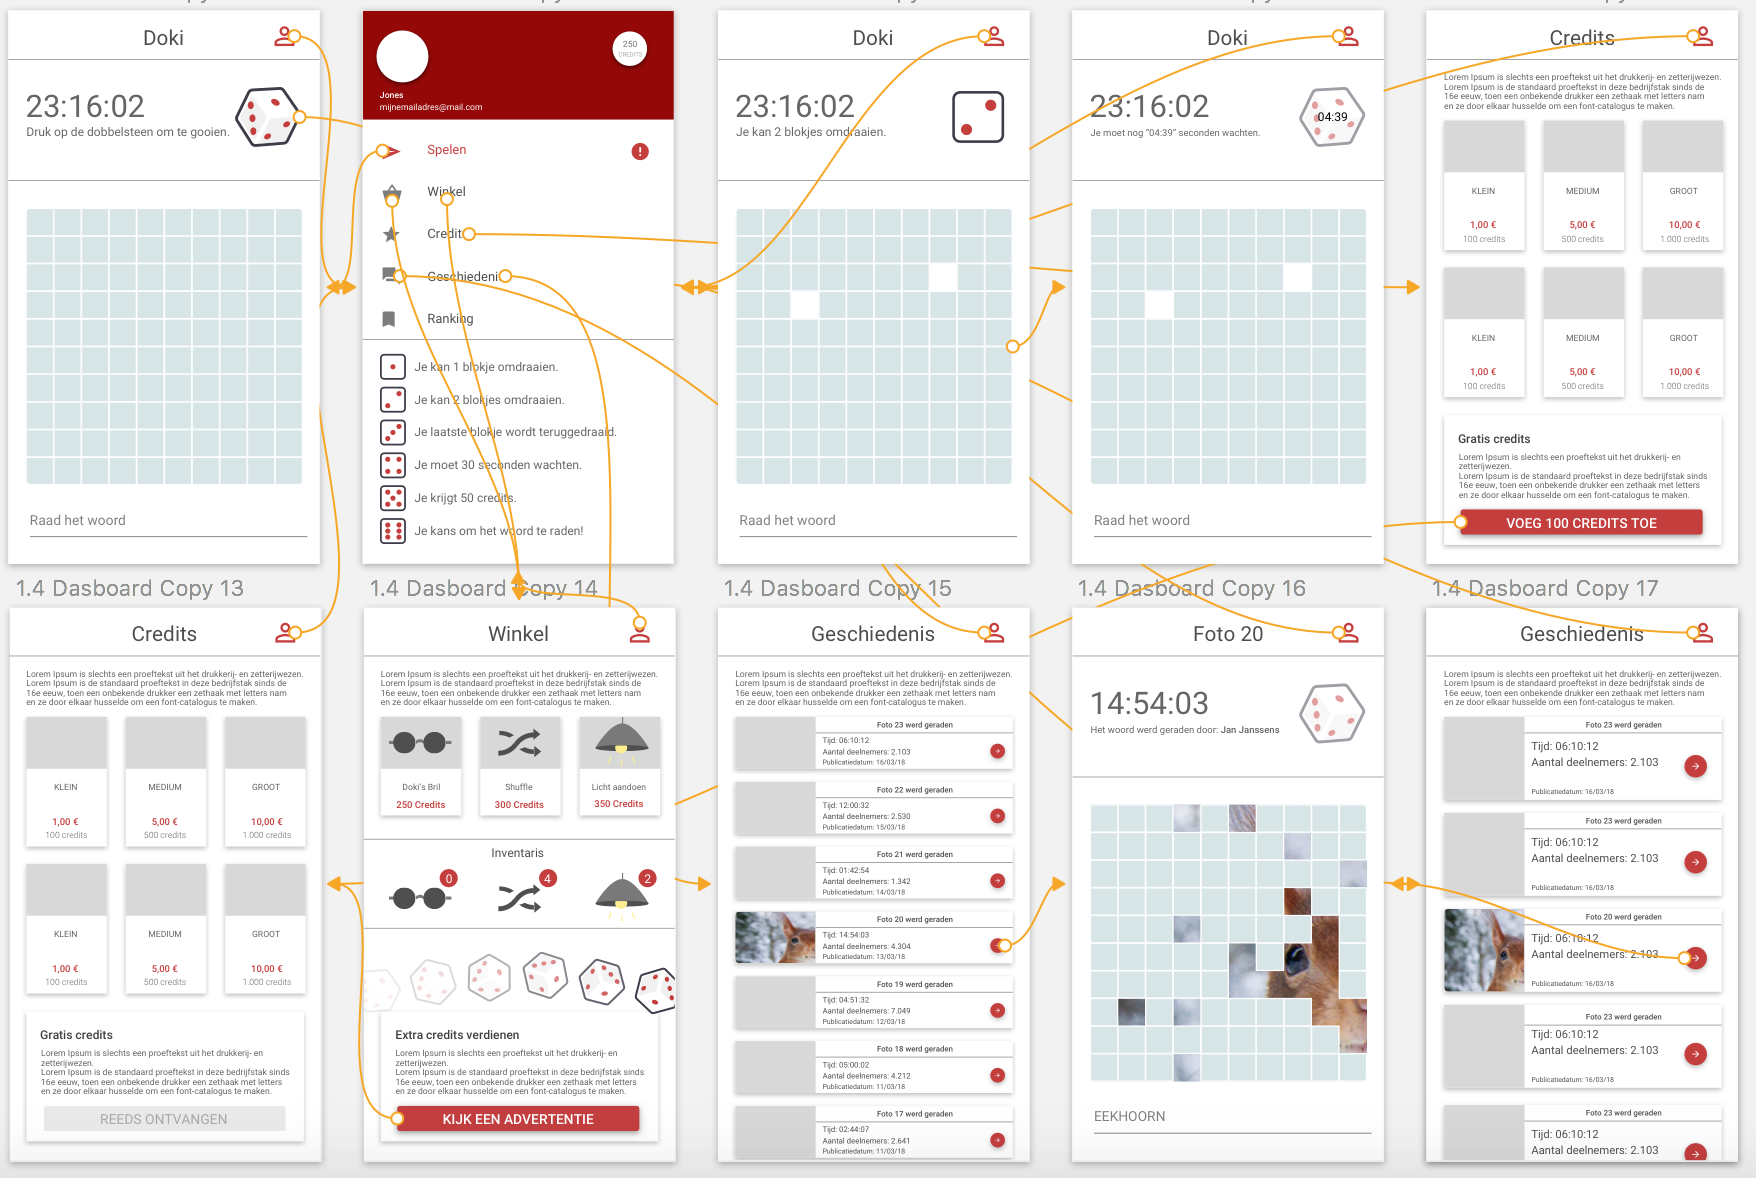 Doki
23:16:02
Druk op de dobbelsteen om te gooien.
Raad het woord
250
CREDITS
Jones
mijnemailadres@mail.com
Spelen
Winkel
Credit
Geschiedeni
Ranking
Je kan 1 blokje omdraaien.
Je kan 2 blokjes omdraaien.
Je laatste blokje wordt teruggedraaid.
Je moet 30 seconden wachten.
Je krijgt 50 credits.
Je kans om het woord te raden!
Doki
23:16:02
Je kan 2 blokjes omdraaien.
Raad het woord
Doki
23:16:02
Je moet nog "04:39" seconden wachten.
04:39
Raad het woord
Credits
Lorem Ipsum is slechts een proeftekst uit het drukkerij- en zetterijwezen.
Lorem Ipsum is de standaard proeftekst in deze bedrijfstak sinds de
16e eeuw, toen een onbekende drukker een zethaak met letters nam
en ze door elkaar husselde om een font-catalogus te maken.
KLEIN MEDIUM GROOT
1,00 € 5,00 € 10,00 €
100 credits 500 credits 1.000 credits
KLEIN MEDIUM GROOT
1,00 € 5,00 € 10,00 €
100 credits 500 credits 1.000 credits
Gratis credits
Lorem Ipsum is slechts een proeftekst uit het drukkerij- en
zetterijwezen.
Lorem Ipsum is de standaard proeftekst in deze bedrijfstak sinds
16e eeuw, toen een onbekende drukker een zethaak met letters
en ze door elkaar husselde om een font-catalogus te maken.
VOEG 100 CREDITS TOE
1.4 Dasboard Copy 13
Credits
Lorem Ipsum is slechts een proeftekst uit het drukkerij- en zetterijwezen.
Lorem Ipsum is de standaard proeftekst in deze bedrijfstak sinds de
16e eeuw, toen een onbekende drukker een zethaak met letters nam
en ze door elkaar husselde om een font-catalogus te maken.
KLEIN MEDIUM GROOT
1,00 € 5,00 € 10,00 €
100 credits 500 credits 1.000 credits
KLEIN MEDIUM GROOT
1,00 € 5,00 € 10,00 €
100 credits 500 credits 1.000 credits
Gratis credits
Lorem Ipsum is slechts een proeftekst uit het drukkerij- en
zetterijwezen.
Lorem Ipsum is de standaard proeftekst in deze bedrijfstak sinds
16e eeuw, toen een onbekende drukker een zethaak met letters
en ze door elkaar husselde om een font-catalogus te maken.
REEDS ONTVANGEN
1.4 Dasboard Copy 14
Winkel
Lorem Ipsum is slechts een proeftekst uit het drukkerij- en zetterijwezen.
Lorem Ipsum is de standaard proeftekst in deze bedrijfstak sinds de
16e eeuw, toen een onbekende drukker een zethaak met letters nam
en ze door elkaar husselde om een font-catalogus te maken.
Doki's Bril Shuffle Licht aandoen
250 Credits 300 Credits 350 Credits
Inventaris
0 4 2
Extra credits verdienen
Lorem Ipsum is slechts een proeftekst uit het drukkerij- en
zetterijwezen.
Lorem Ipsum is de standaard proeftekst in deze bedrijfstak sinds
16e eeuw, toen een onbekende drukker een zethaak met letters
en ze door elkaar husselde om een font-catalogus te maken.
KIJK EEN ADVERTENTIE
1.4 Dasboard Copy 15
Geschiedenis
Lorem Ipsum is slechts een proeftekst uit het drukkerij- en zetterijwezen.
Lorem Ipsum is de standaard proeftekst in deze bedrijfstak sinds de
16e eeuw, toen een onbekende drukker een zethaak met letters nam
en ze door elkaar husselde om een font-catalogus te maken.
Foto 23 werd geraden
Tijd: 06:10:12
Aantal deelnemers: 2.103
Publicatiedatum: 16/03/18
Foto 22 werd geraden
Tijd: 12:00:32
Aantal deelnemers: 2.530
Publicatiedatum: 15/03/18
Foto 21 werd geraden
Tijd: 01:42:54
Aantal deelnemers: 1.342
Publicatiedatum: 14/03/18
Foto 20 werd geraden
Tijd: 14:54:03
Aantal deelnemers: 4.304
Publicatiedatum: 13/03/18
Foto 19 werd geraden
Tijd: 04:51:32
Aantal deelnemers: 7.049
Publicatiedatum: 12/03/18
Foto 18 werd geraden
Tijd: 05:00:02
Aantal deelnemers: 4.212
Publicatiedatum: 11/03/18
Foto 17 werd geraden
Tijd: 02:44:07
Aantal deelnemers: 2.641
Publicatiedatum: 11/03/18
1.4 Dasboard Copy 16
Foto 20
14:54:03
Het woord werd geraden door: Jan Janssens
EEKHOORN
1.4 Dasboard Copy 17
Geschiedenis
Lorem Ipsum is slechts een proeftekst uit het drukkerij- en zetterijwezen.
Lorem Ipsum is de standaard proeftekst in deze bedrijfstak sinds de
16e eeuw, toen een onbekende drukker een zethaak met letters nam
en ze door elkaar husselde om een font-catalogus te maken.
Foto 23 werd geraden
Tijd: 06:10:12
Aantal deelnemers: 2.103
Publicatiedatum: 16/03/18
Foto 23 werd geraden
Tijd: 06:10:12
Aantal deelnemers: 2.103
Publicatiedatum: 16/03/18
Foto 20 werd geraden
Tijd: 06:10:12
Aantal deelnemers: 2.103
Publicatiedatum: 16/03/18
Foto 23 werd geraden
Tijd: 06:10:12
Aantal deelnemers: 2.103
Publicatiedatum: 16/03/18
Foto 23 werd geraden
Tijd: 06:10:12
Aantal deelnemers: 2.103